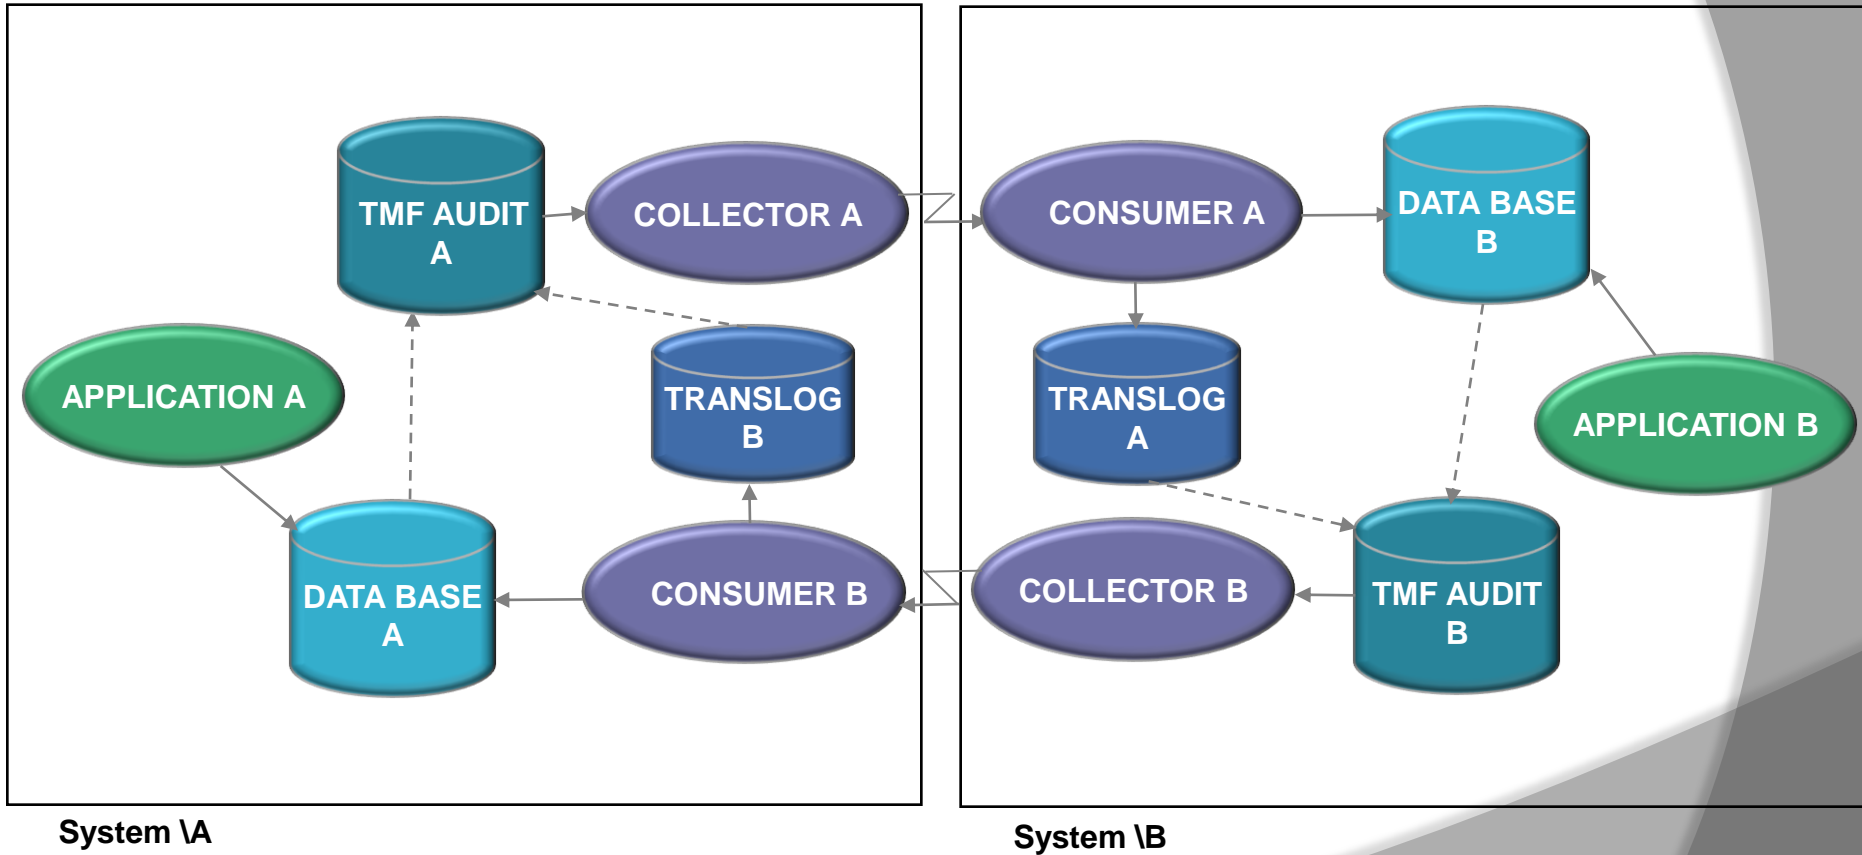 TMF AUDIT
A
COLLECTOR A
APPLICATION A
TRANSLOG
B
DATA BASE
A
CONSUMER B
System \A
CONSUMER A
DATA BASE
B
TRANSLOG
A
APPLICATION B
COLLECTOR B
TMF AUDIT
B
System \B